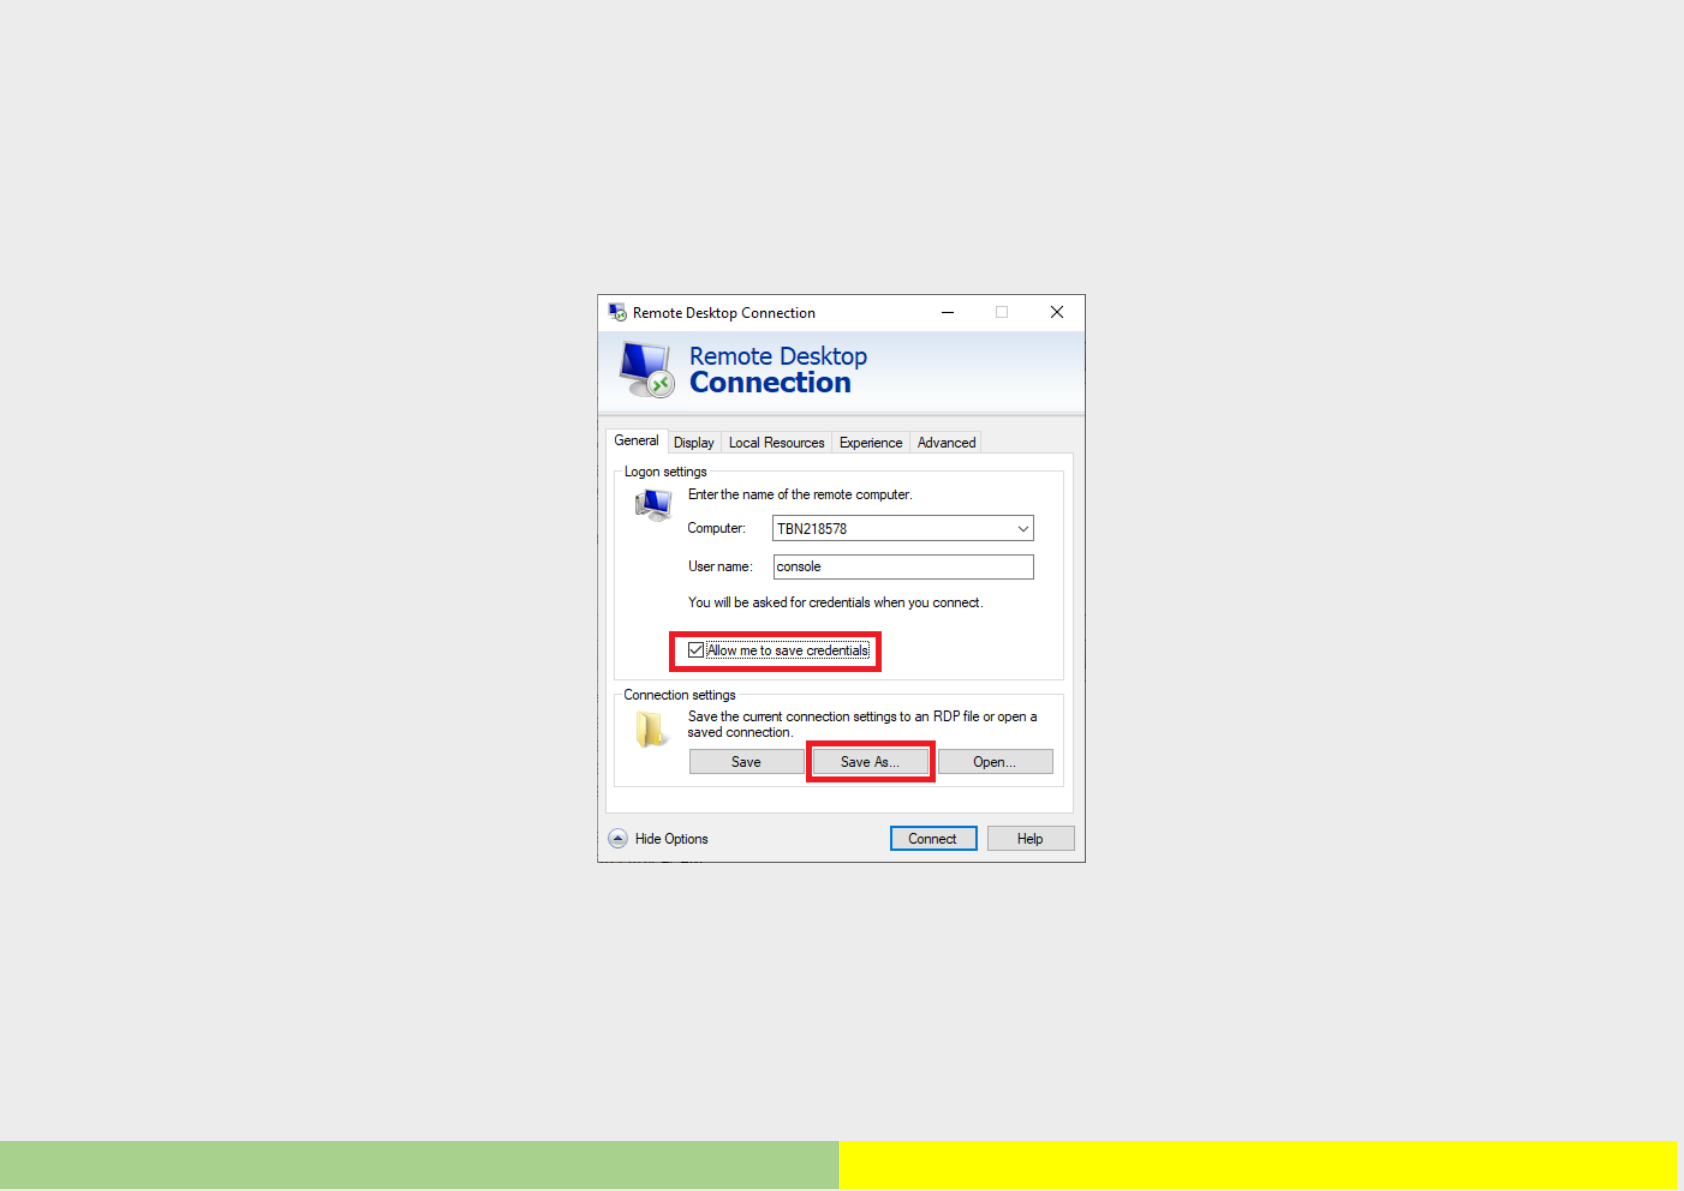 Remote Desktop Connection
Remote Desktop
Connection
General Display Local Resources Experience Advanced
Logon settings
Enter the name of the remote computer.
Computer: TBN218578
User name: console
You will be asked for credentials when you connect.
Allow me to save credentials
Connection settings
Save the current connection settings to an RDP file or open a
saved connection.
Save Save As... Open...
Hide Options Connect Help